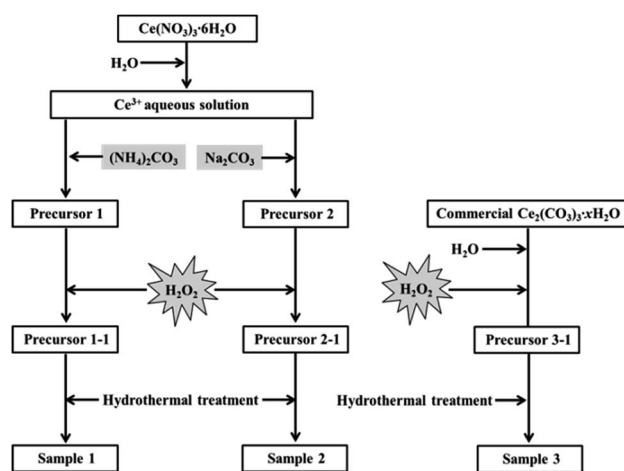 Ce(NO₃)₃·6H₂O
H₂O
Ce³⁺ aqueous solution
(NH₄)₂CO₃ Na₂CO₃
Precursor 1 Precursor 2 Commercial Ce₂(CO₃)₃·xH₂O
H₂O
H₂O₂ H₂O₂
Precursor 1-1 Precursor 2-1 Precursor 3-1
Hydrothermal treatment Hydrothermal treatment
Sample 1 Sample 2 Sample 3